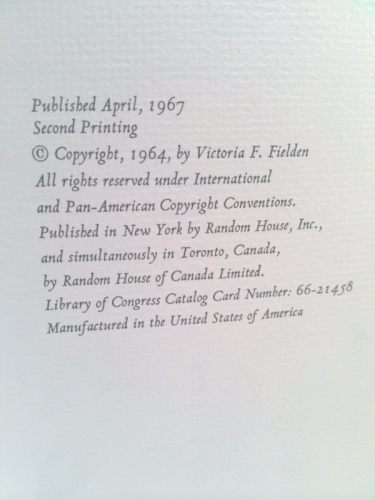 Published April, 1967
Second Printing
© Copyright, 1964, by Victoria F. Fielden
All rights reserved under International
and Pan-American Copyright Conventions.
Published in New York by Random House, Inc.,
and simultaneously in Toronto, Canada,
by Random House of Canada Limited.
Library of Congress Catalog Card Number: 66-21458
Manufactured in the United States of America